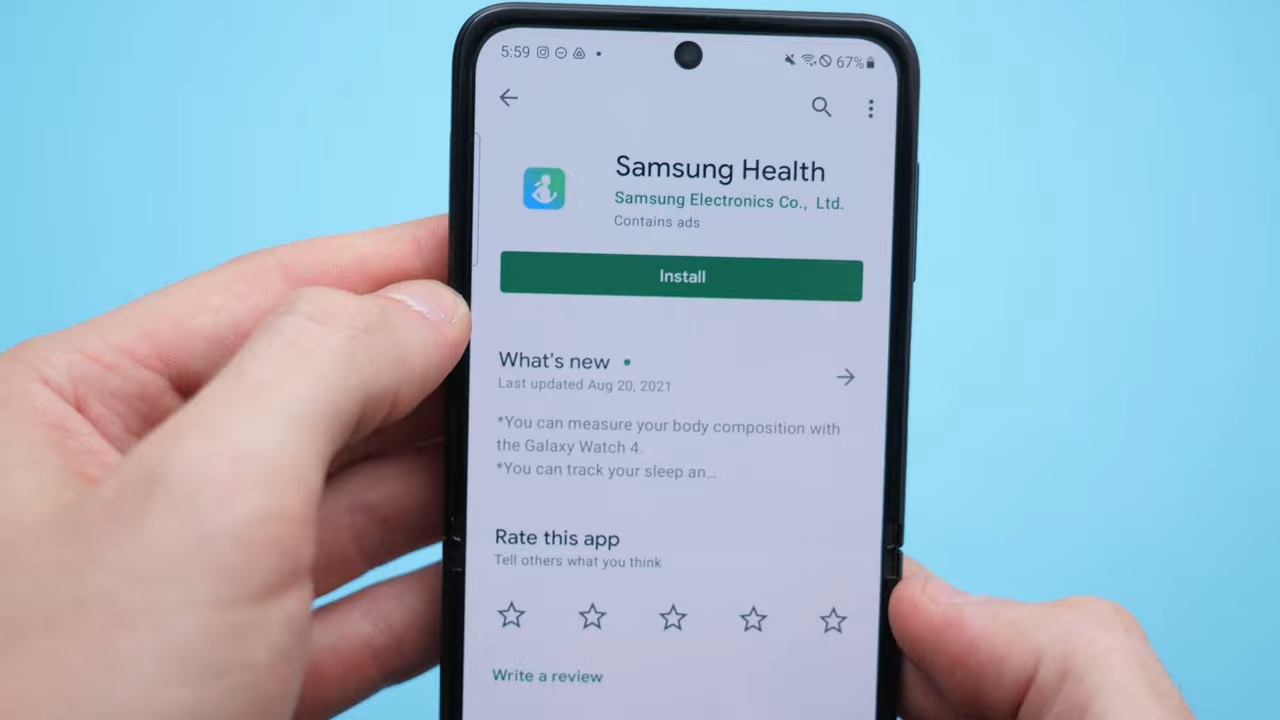 5:59
67%
Samsung Health
Samsung Electronics Co., Ltd.
Contains ads
Install
What's new
Last updated Aug 20, 2021
*You can measure your body composition with
the Galaxy Watch 4.
*You can track your sleep an...
Rate this app
Tell others what you think
Write a review